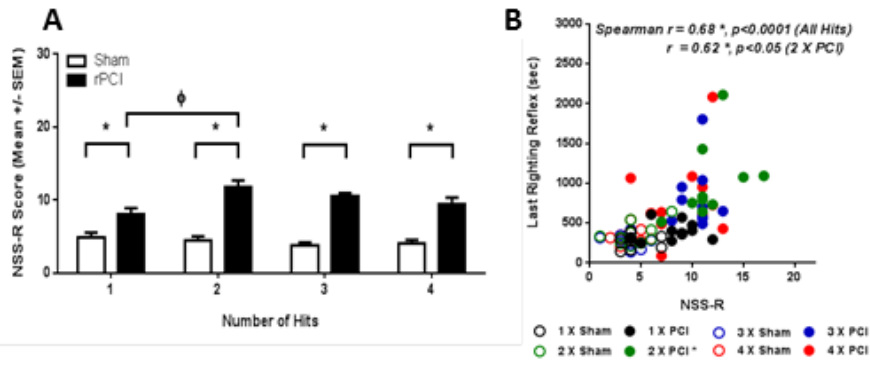 A
Sham
rPCI
NSS-R Score (Mean +/- SEM)
30
20
10
0
*
ϕ
*
*
*
1 2 3 4
Number of Hits
B
Spearman r = 0.68 *, p<0.0001 (All Hits)
r = 0.62 *, p<0.05 (2 X PCI)
Last Righting Reflex (sec)
3000
2500
2000
1500
1000
500
0
0 5 10 15 20
NSS-R
1 X Sham 1 X PCI 3 X Sham 3 X PCI
2 X Sham 2 X PCI * 4 X Sham 4 X PCI